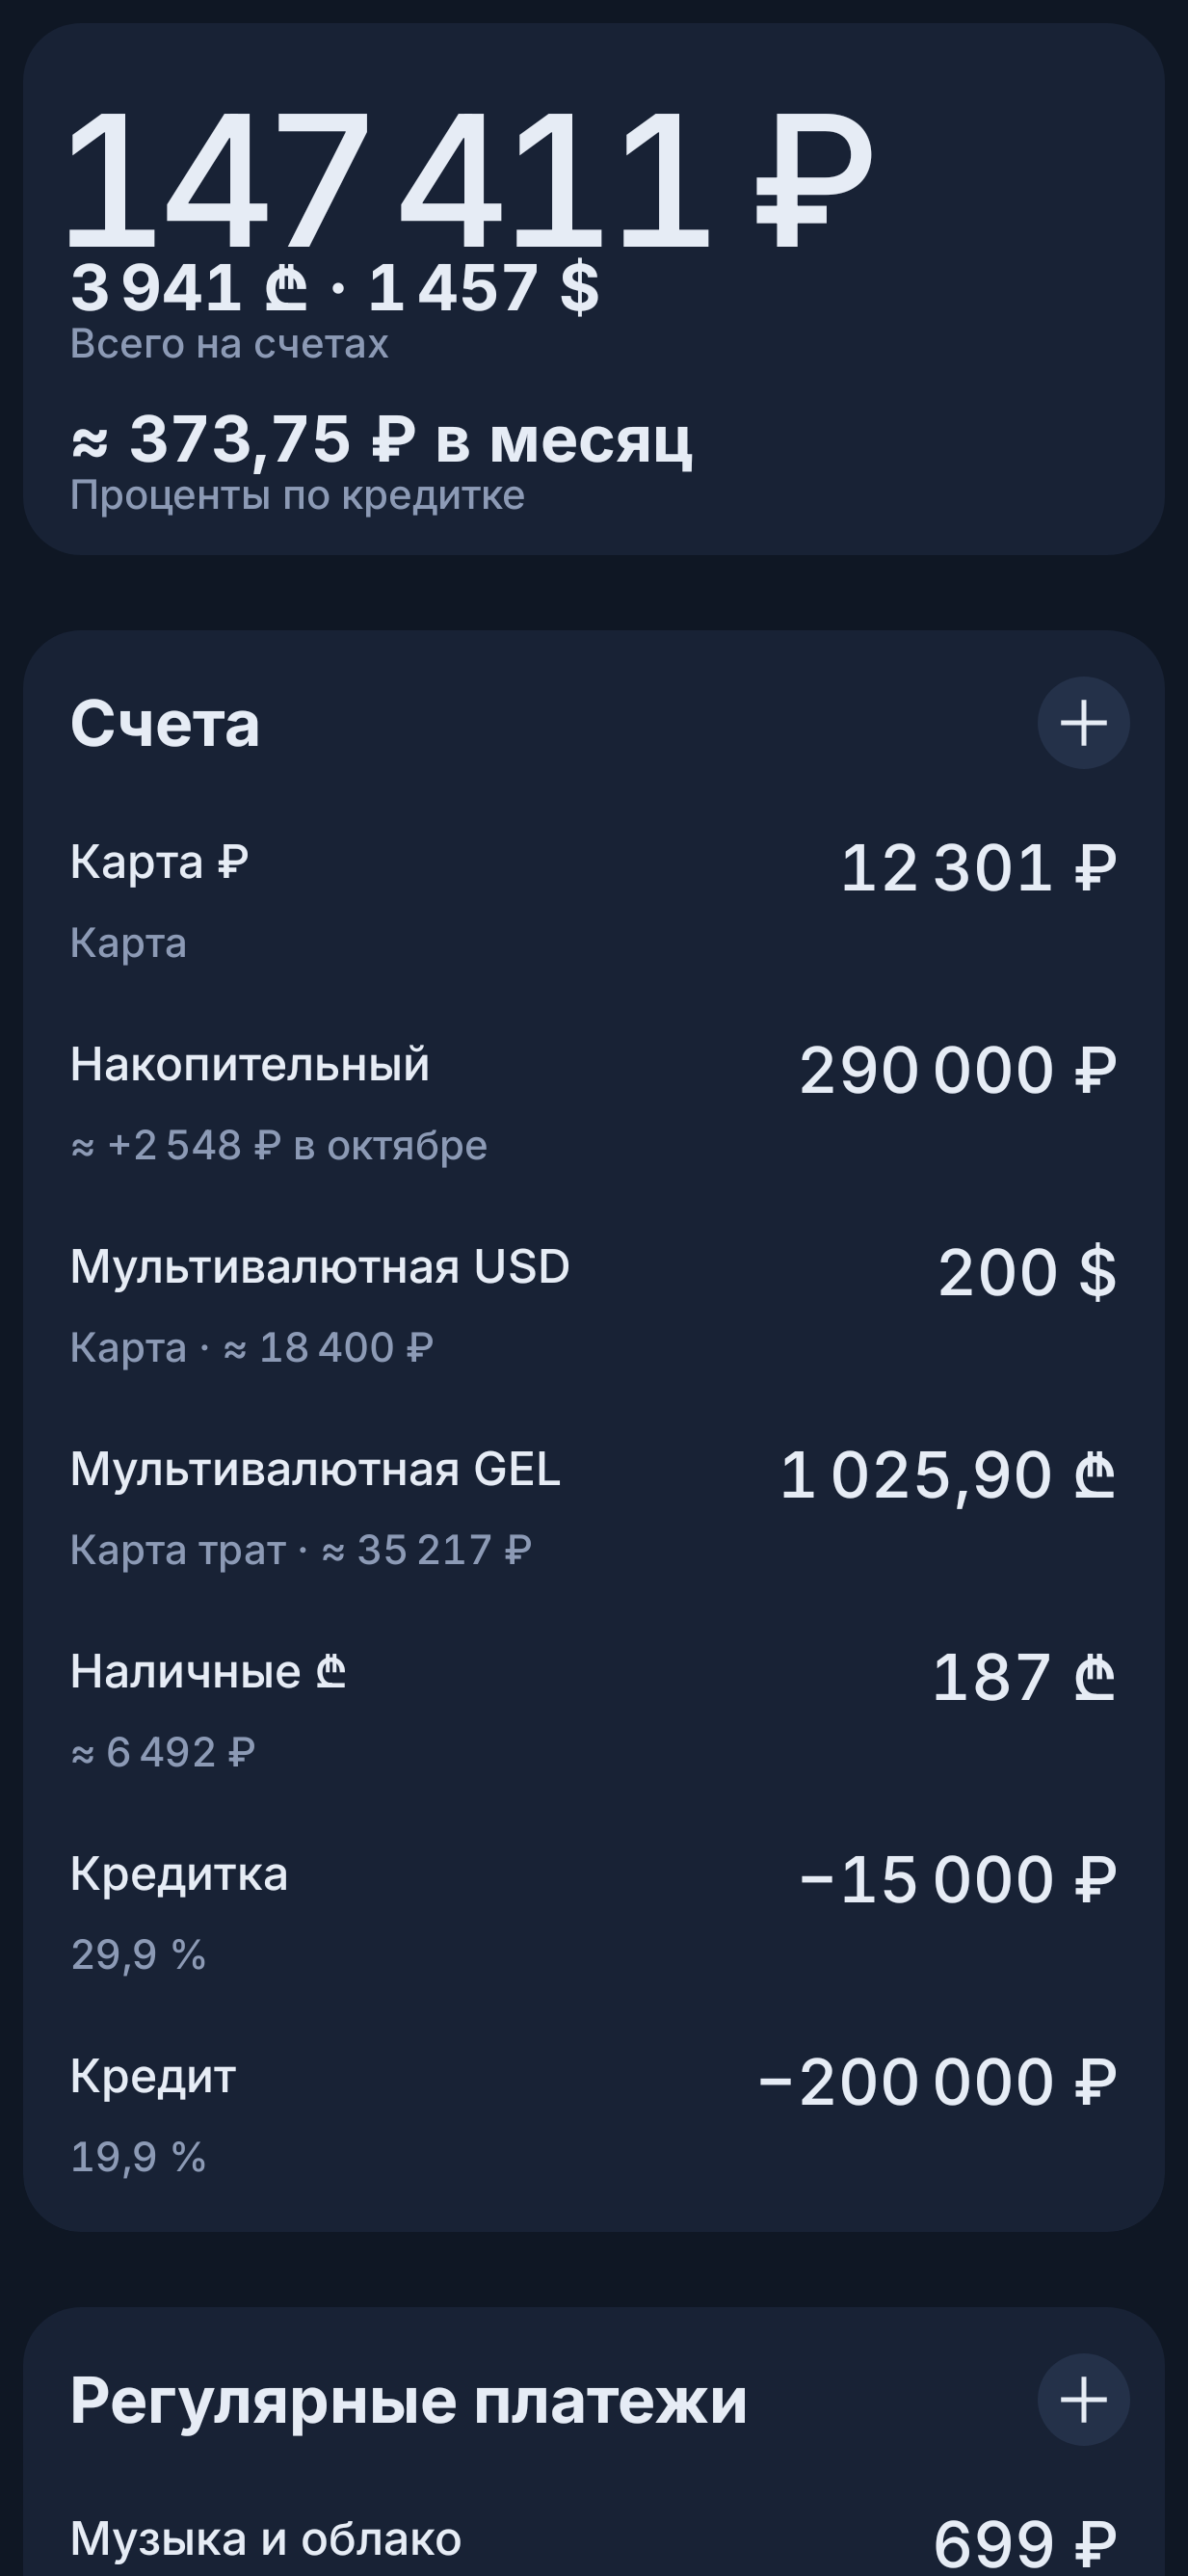 147 411 ₽
3 941 ₾ · 1 457 $
Всего на счетах
≈ 373,75 ₽ в месяц
Проценты по кредитке
Счета
Карта ₽
12 301 ₽
Карта
Накопительный
290 000 ₽
≈ +2 548 ₽ в октябре
Мультивалютная USD
200 $
Карта · ≈ 18 400 ₽
Мультивалютная GEL
1 025,90 ₾
Карта трат · ≈ 35 217 ₽
Наличные ₾
187 ₾
≈ 6 492 ₽
Кредитка
−15 000 ₽
29,9 %
Кредит
−200 000 ₽
19,9 %
Регулярные платежи
Музыка и облако
699 ₽